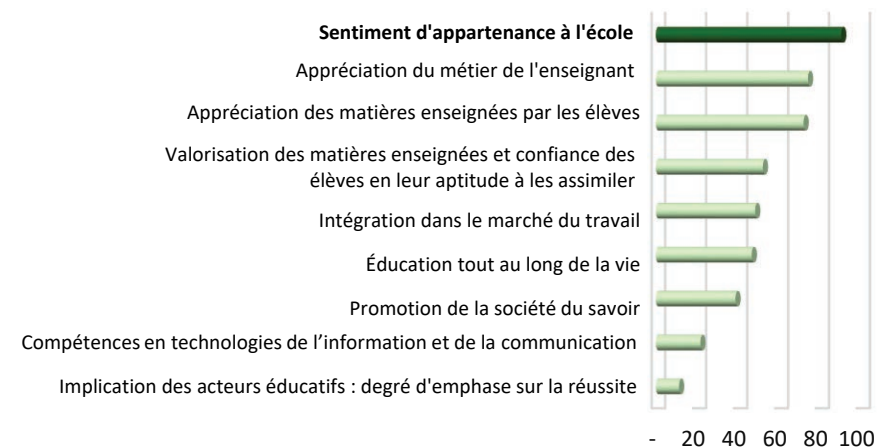 Sentiment d'appartenance à l'école
Appréciation du métier de l'enseignant
Appréciation des matières enseignées par les élèves
Valorisation des matières enseignées et confiance des
élèves en leur aptitude à les assimiler
Intégration dans le marché du travail
Éducation tout au long de la vie
Promotion de la société du savoir
Compétences en technologies de l’information et de la communication
Implication des acteurs éducatifs : degré d'emphase sur la réussite
- 20 40 60 80 100